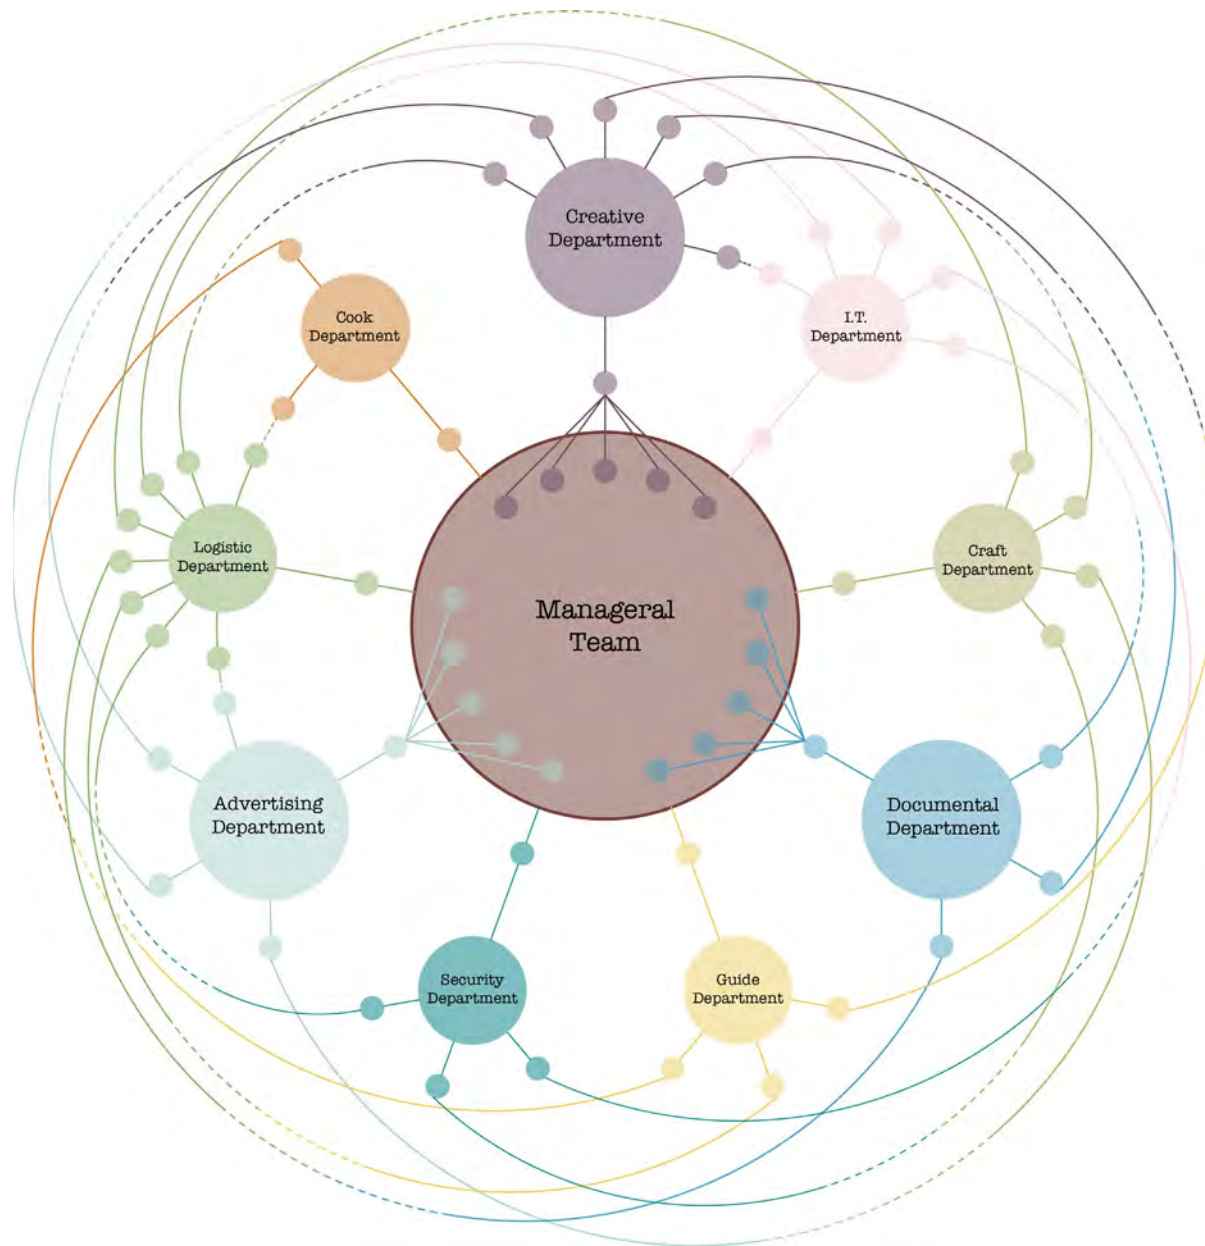 Creative
Department
Cook
Department
I.T.
Department
Logistic
Department
Craft
Department
Manageral
Team
Advertising
Department
Documental
Department
Security
Department
Guide
Department